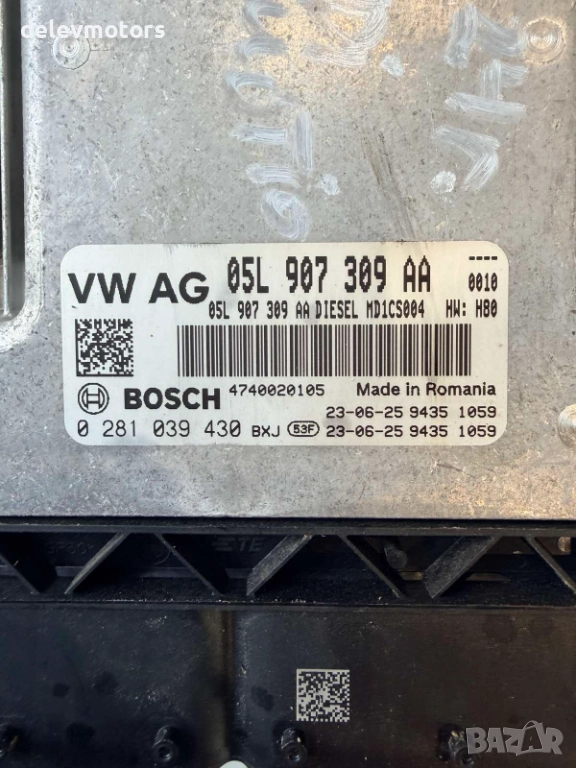 delevmotors
VW AG 05L 907 309 AA ----
0010
05L 907 309 AA DIESEL MD1CS004 HW: H80
BOSCH 4740020105 Made in Romania
23-06-25 9435 1059
0 281 039 430 BXJ 53F 23-06-25 9435 1059
BAZAR